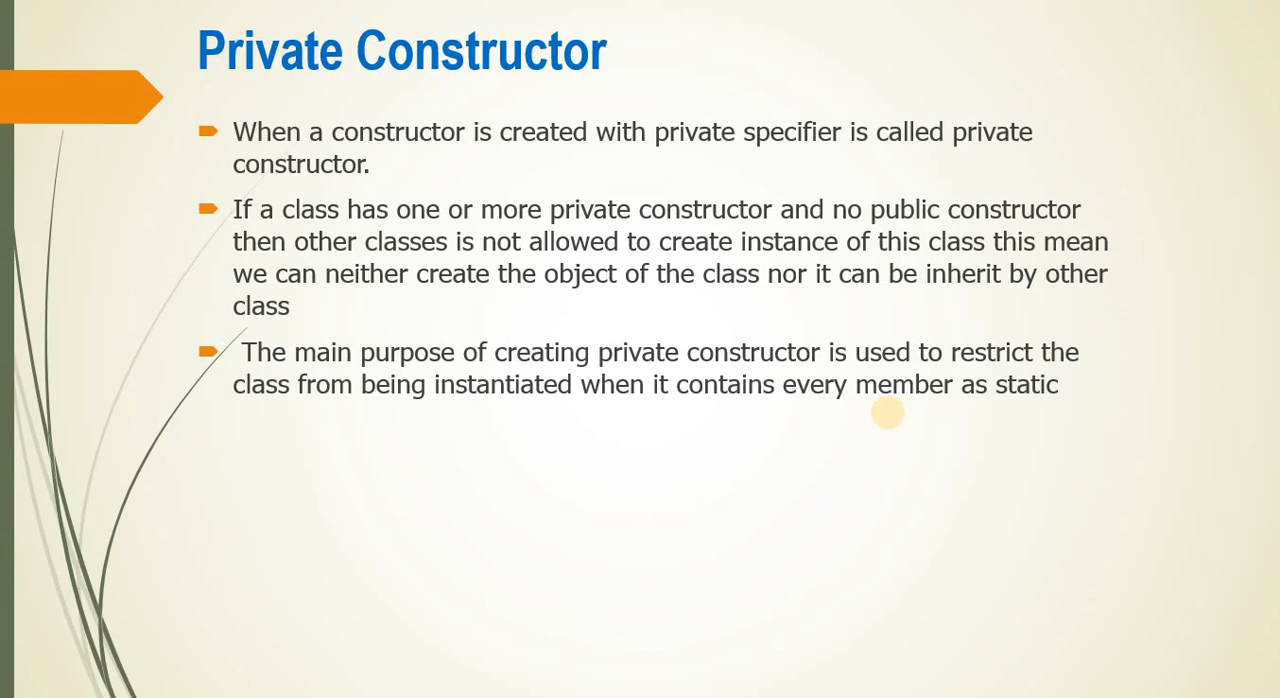 Private Constructor
When a constructor is created with private specifier is called private
constructor.
If a class has one or more private constructor and no public constructor
then other classes is not allowed to create instance of this class this mean
we can neither create the object of the class nor it can be inherit by other
class
The main purpose of creating private constructor is used to restrict the
class from being instantiated when it contains every member as static